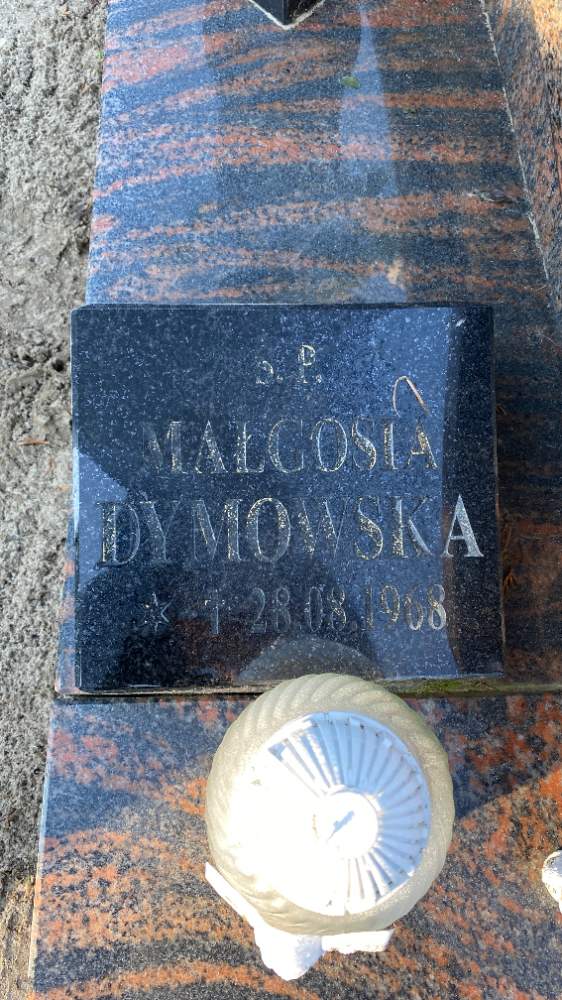 Ś. P.
MAŁGOSIA
DYMOWSKA
* † 28.08.1968